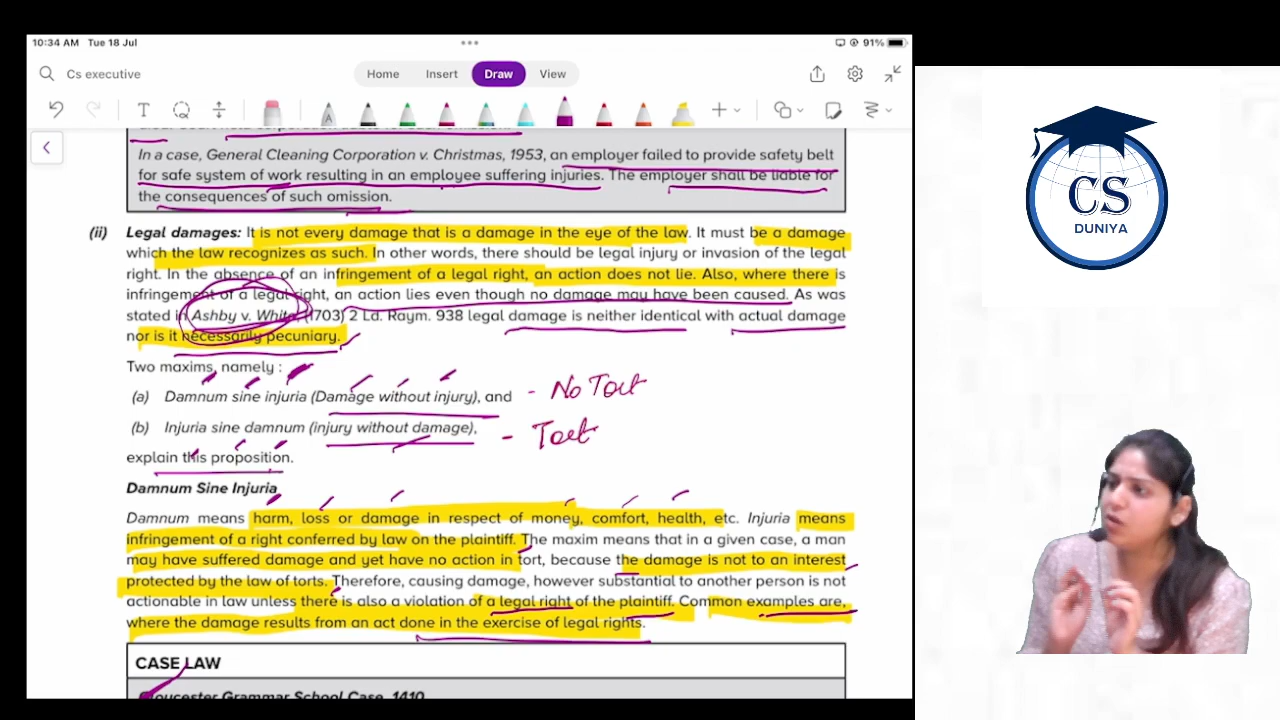 10:34 AM Tue 18 Jul
91%
Cs executive
Home Insert Draw View
In a case, General Cleaning Corporation v. Christmas, 1953, an employer failed to provide safety belt
for safe system of work resulting in an employee suffering injuries. The employer shall be liable for
the consequences of such omission.
(ii) Legal damages: It is not every damage that is a damage in the eye of the law. It must be a damage
which the law recognizes as such. In other words, there should be legal injury or invasion of the legal
right. In the absence of an infringement of a legal right, an action does not lie. Also, where there is
infringement of a legal right, an action lies even though no damage may have been caused. As was
stated in Ashby v. White, (1703) 2 Ld. Raym. 938 legal damage is neither identical with actual damage
nor is it necessarily pecuniary.
Two maxims, namely :
(a) Damnum sine injuria (Damage without injury), and - No Tort
(b) Injuria sine damnum (injury without damage), - Tort
explain this proposition.
Damnum Sine Injuria
Damnum means harm, loss or damage in respect of money, comfort, health, etc. Injuria means
infringement of a right conferred by law on the plaintiff. The maxim means that in a given case, a man
may have suffered damage and yet have no action in tort, because the damage is not to an interest
protected by the law of torts. Therefore, causing damage, however substantial to another person is not
actionable in law unless there is also a violation of a legal right of the plaintiff. Common examples are,
where the damage results from an act done in the exercise of legal rights.
CASE LAW
Gloucester Grammar School Case, 1410
CS
DUNIYA